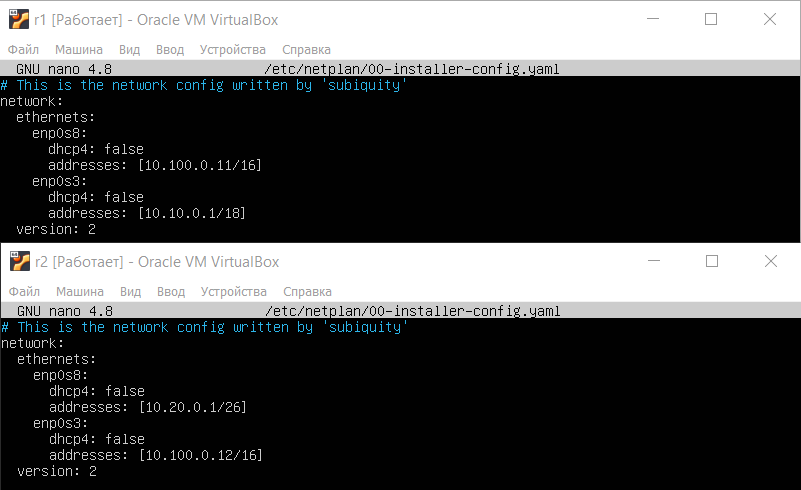 r1 [Работает] - Oracle VM VirtualBox
Файл Машина Вид Ввод Устройства Справка
GNU nano 4.8 /etc/netplan/00-installer-config.yaml
# This is the network config written by 'subiquity'
network:
  ethernets:
    enp0s8:
      dhcp4: false
      addresses: [10.100.0.11/16]
    enp0s3:
      dhcp4: false
      addresses: [10.10.0.1/18]
  version: 2
r2 [Работает] - Oracle VM VirtualBox
Файл Машина Вид Ввод Устройства Справка
GNU nano 4.8 /etc/netplan/00-installer-config.yaml
# This is the network config written by 'subiquity'
network:
  ethernets:
    enp0s8:
      dhcp4: false
      addresses: [10.20.0.1/26]
    enp0s3:
      dhcp4: false
      addresses: [10.100.0.12/16]
  version: 2